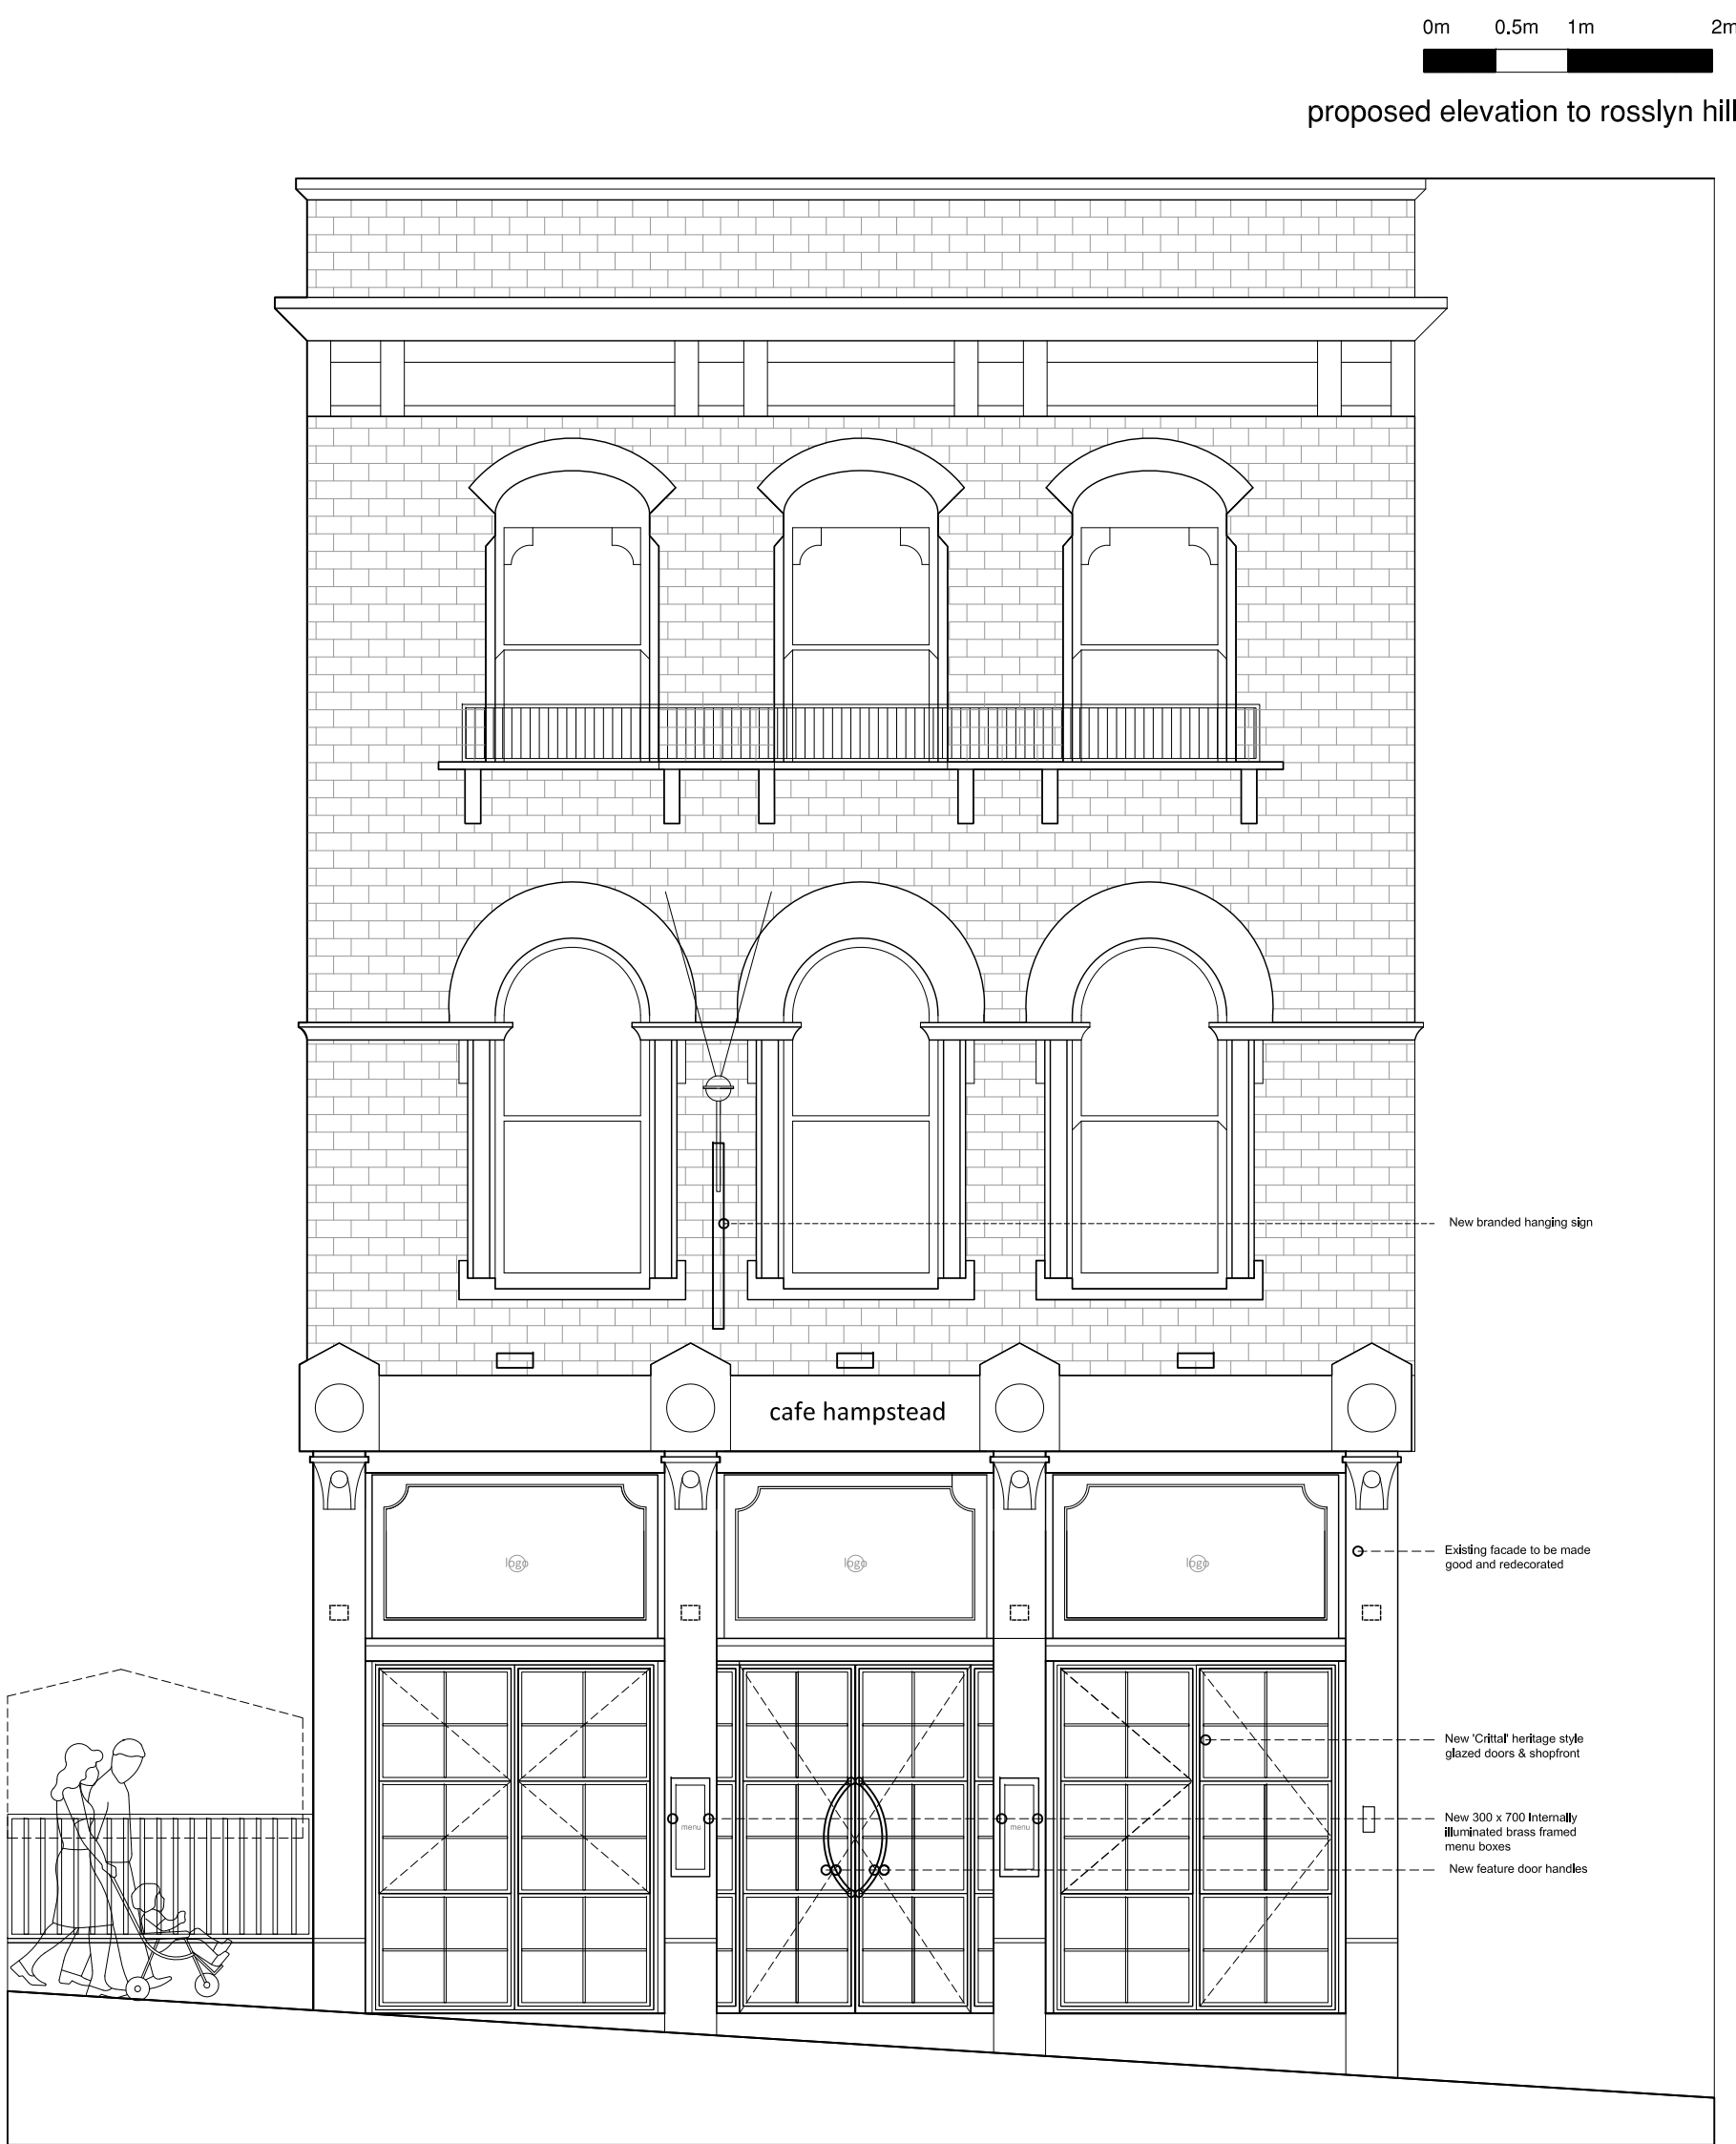 0m 0.5m 1m 2m
proposed elevation to rosslyn hill
New branded hanging sign
cafe hampstead
logo logo logo
Existing facade to be made
good and redecorated
New 'Crittal' heritage style
glazed doors & shopfront
menu menu
New 300 x 700 Internally
illuminated brass framed
menu boxes
New feature door handles